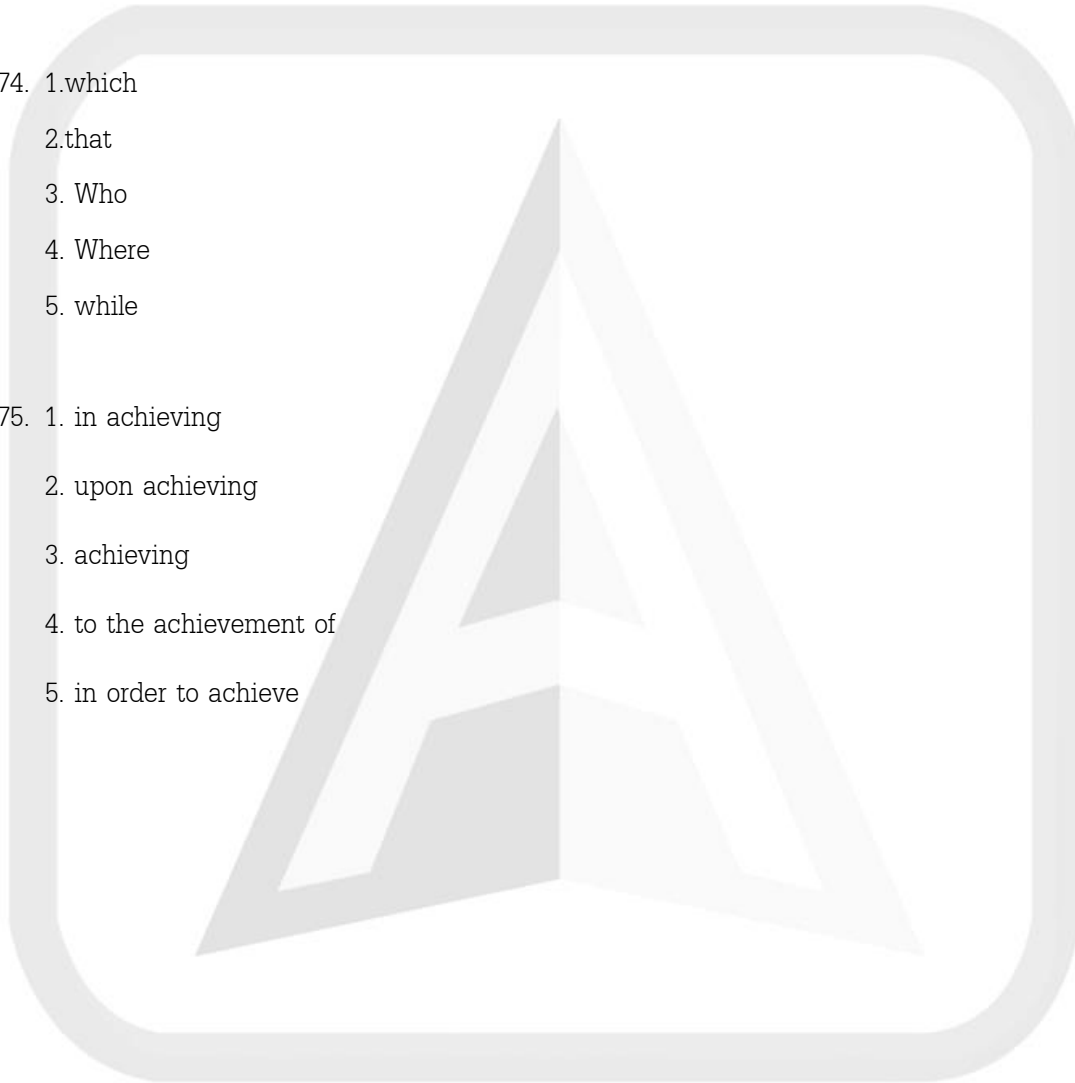 74. 1.which
2.that
3. Who
4. Where
5. while
75. 1. in achieving
2. upon achieving
3. achieving
4. to the achievement of
5. in order to achieve